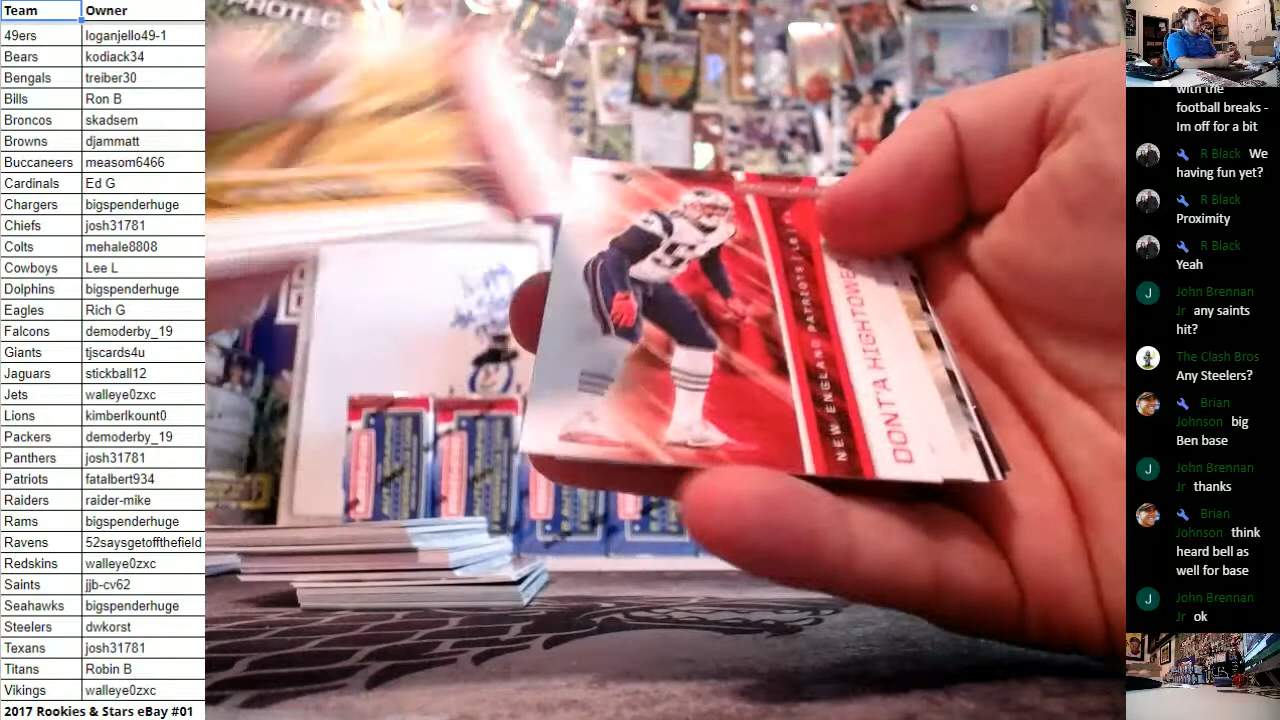 Team Owner
49ers loganjello49-1
Bears kodiack34
Bengals treiber30
Bills Ron B
Broncos skadsem
Browns djammatt
Buccaneers measom6466
Cardinals Ed G
Chargers bigspenderhuge
Chiefs josh31781
Colts mehale8808
Cowboys Lee L
Dolphins bigspenderhuge
Eagles Rich G
Falcons demoderby_19
Giants tjscards4u
Jaguars stickball12
Jets walleye0zxc
Lions kimberlkount0
Packers demoderby_19
Panthers josh31781
Patriots fatalbert934
Raiders raider-mike
Rams bigspenderhuge
Ravens 52saysgetoffthefield
Redskins walleye0zxc
Saints jjb-cv62
Seahawks bigspenderhuge
Steelers dwkorst
Texans josh31781
Titans Robin B
Vikings walleye0zxc
2017 Rookies & Stars eBay #01
PROTEC
NEW ENGLAND PATRIOTS
DONT'A HIGHTOWE
with the
football breaks -
Im off for a bit
R Black We
having fun yet?
R Black
Proximity
R Black
Yeah
John Brennan
Jr any saints
hit?
The Clash Bros
Any Steelers?
Brian
Johnson big
Ben base
John Brennan
Jr thanks
Brian
Johnson think
heard bell as
well for base
John Brennan
Jr ok